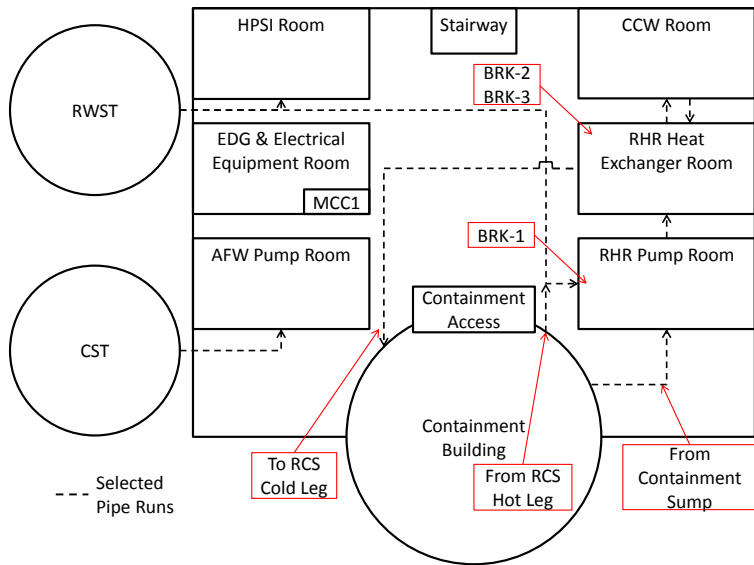 HPSI Room
Stairway
CCW Room
BRK-2
BRK-3
RWST
EDG & Electrical
Equipment Room
RHR Heat
Exchanger Room
MCC1
BRK-1
AFW Pump Room
RHR Pump Room
Containment
Access
CST
Containment
Building
To RCS
Cold Leg
From RCS
Hot Leg
From
Containment
Sump
Selected
Pipe Runs